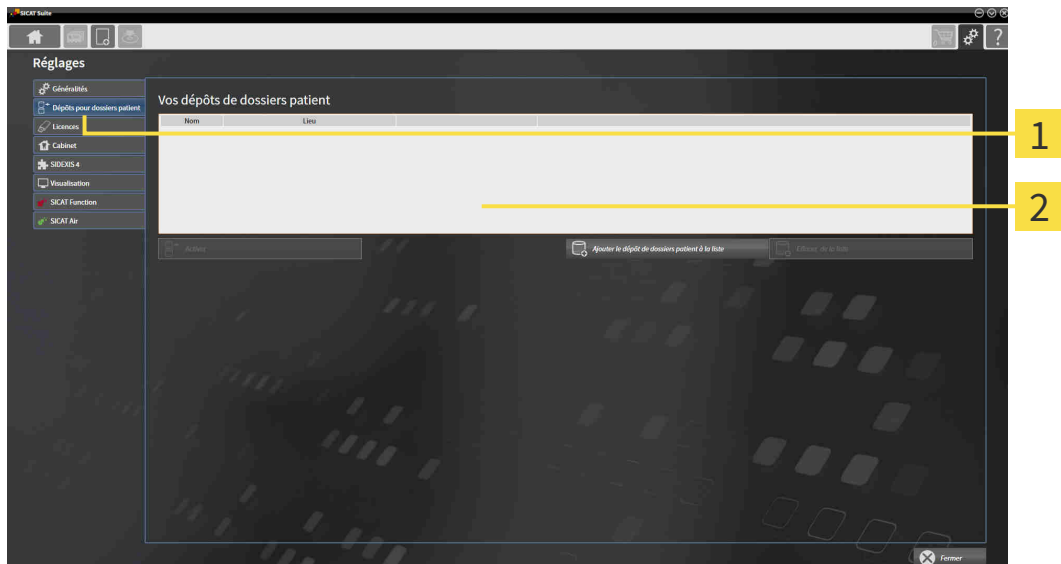 SICAT Suite
?
Réglages
Généralités
Dépôts pour dossiers patient
Licences
Cabinet
SIDEXIS 4
Visualisation
SICAT Function
SICAT Air
Vos dépôts de dossiers patient
Nom Lieu
Activer Ajouter le dépôt de dossiers patient à la liste Effacer de la liste
Fermer
1
2